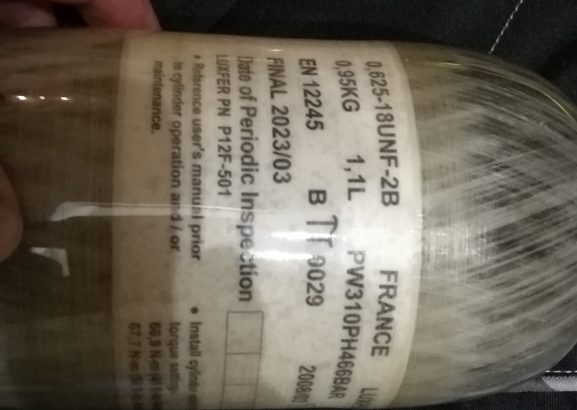 0,625-18UNF-2B FRANCE
0,95KG 1,1L PW310PH466BAR
EN 12245 B TT 0029
FINAL 2023/03
Date of Periodic Inspection
LUXFER PN P12F-501
• Reference user's manual prior
to cylinder operation and / or
maintenance.
• Install cylinder
torque